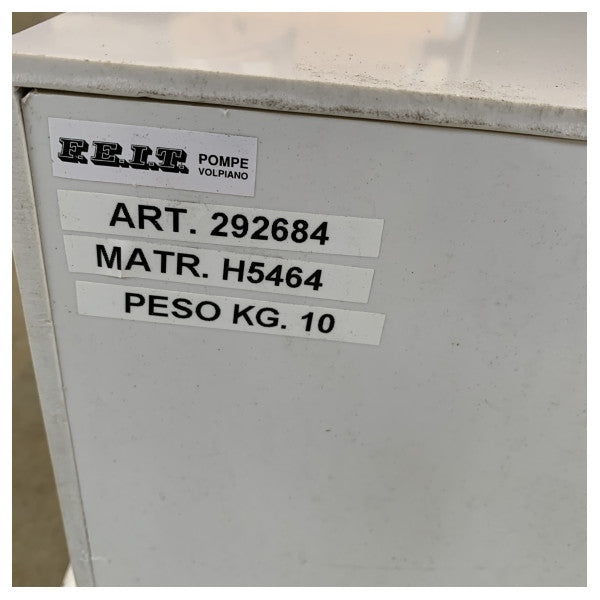 F.E.I.T. POMPE
VOLPIANO
ART. 292684
MATR. H5464
PESO KG. 10